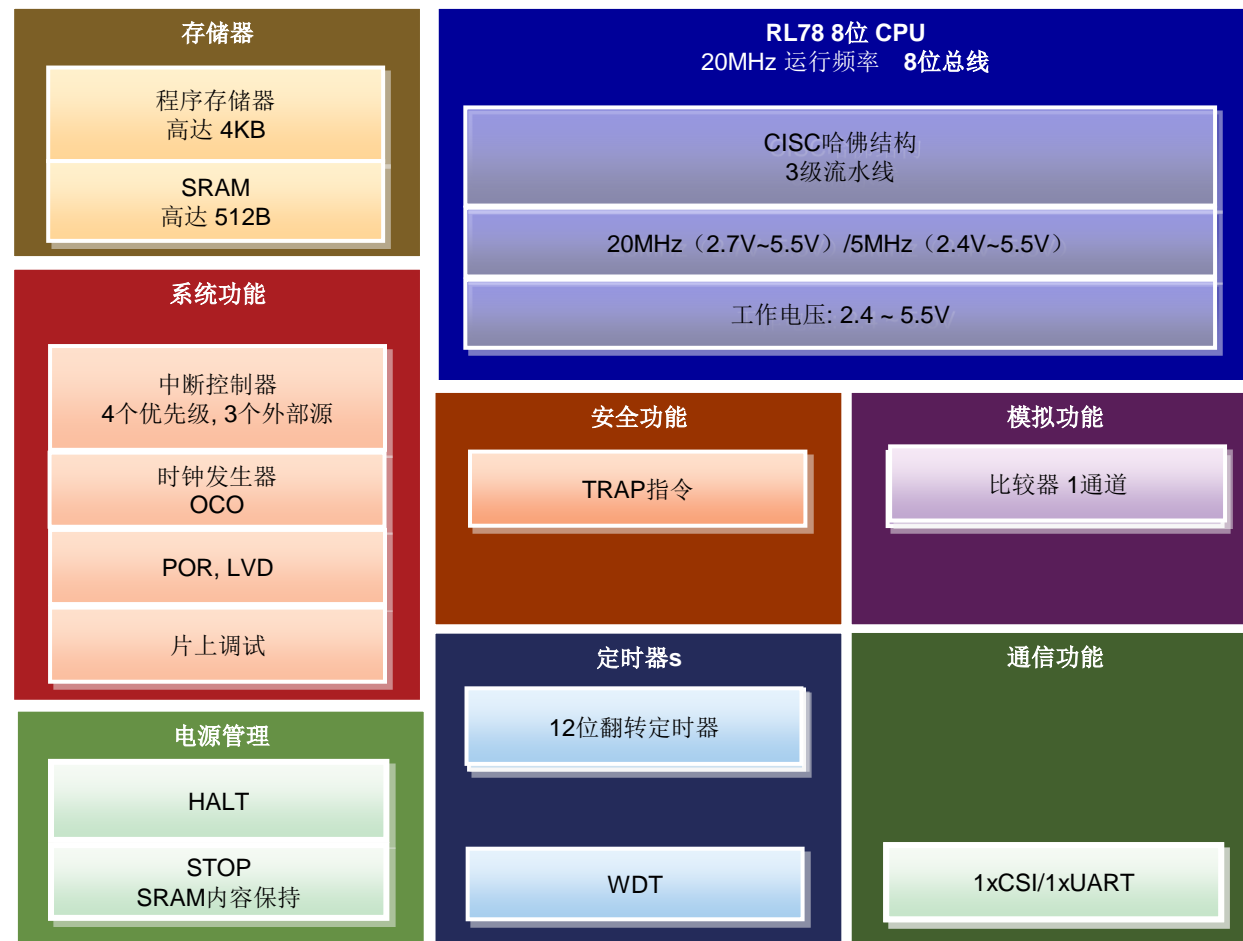 存储器
程序存储器
高达 4KB
SRAM
高达 512B
RL78 8位 CPU
20MHz 运行频率 8位总线
CISC哈佛结构
3级流水线
20MHz（2.7V~5.5V）/5MHz（2.4V~5.5V）
工作电压: 2.4 ~ 5.5V
系统功能
中断控制器
4个优先级, 3个外部源
时钟发生器
OCO
POR, LVD
片上调试
安全功能
TRAP指令
模拟功能
比较器 1通道
电源管理
HALT
STOP
SRAM内容保持
定时器s
12位翻转定时器
WDT
通信功能
1xCSI/1xUART